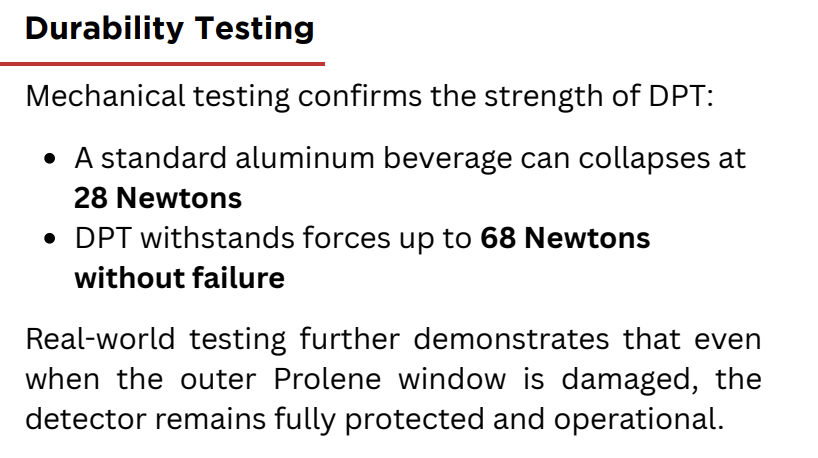 Durability Testing
Mechanical testing confirms the strength of DPT:
• A standard aluminum beverage can collapses at
28 Newtons
• DPT withstands forces up to 68 Newtons
without failure
Real-world testing further demonstrates that even
when the outer Prolene window is damaged, the
detector remains fully protected and operational.